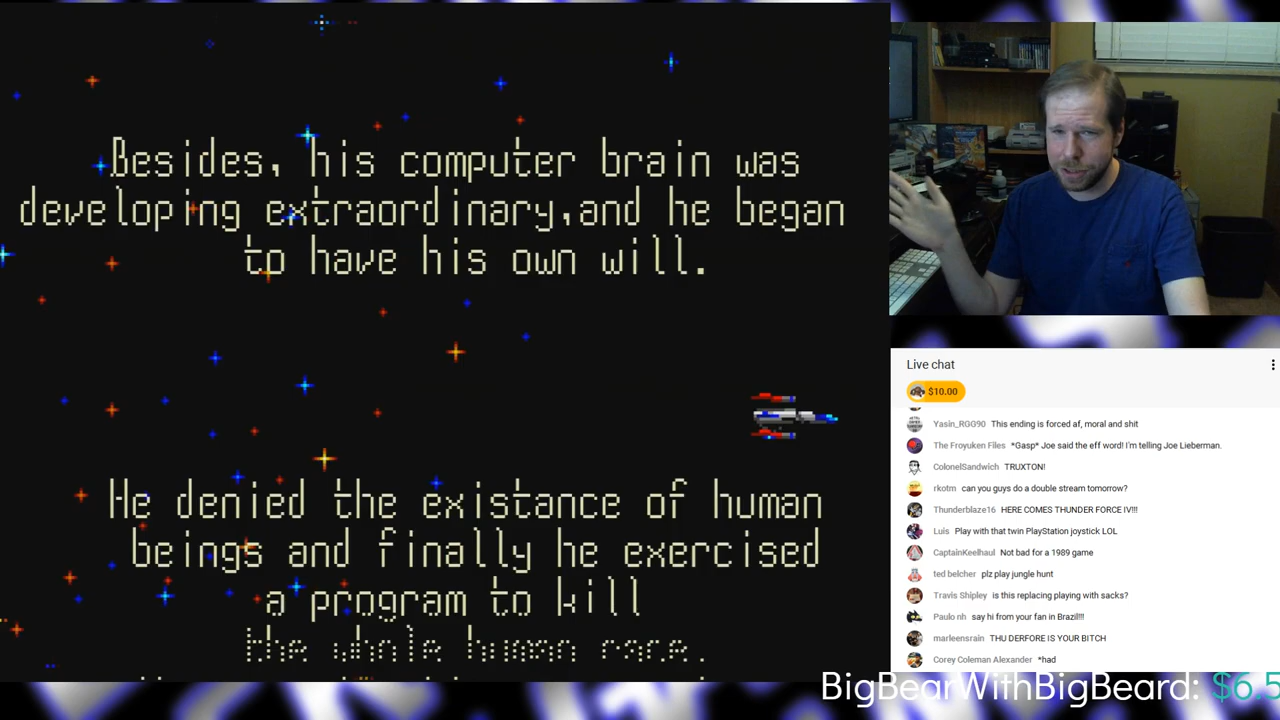 Besides, his computer brain was
developing extraordinary,and he began
to have his own will.
He denied the existance of human
beings and finally he exercised
a program to kill
the whole human race.
Live chat
$10.00
Yasin_RGG90 This ending is forced af, moral and shit
The Froyuken Files *Gasp* Joe said the eff word! I'm telling Joe Lieberman.
ColonelSandwich TRUXTON!
rkotm can you guys do a double stream tomorrow?
Thunderblaze16 HERE COMES THUNDER FORCE IV!!!
Luis Play with that twin PlayStation joystick LOL
CaptainKeelhaul Not bad for a 1989 game
ted belcher plz play jungle hunt
Travis Shipley is this replacing playing with sacks?
Paulo nh say hi from your fan in Brazil!!!
marleensrain THU DERFORE IS YOUR BITCH
Corey Coleman Alexander *had
BigBearWithBigBeard: $6.5